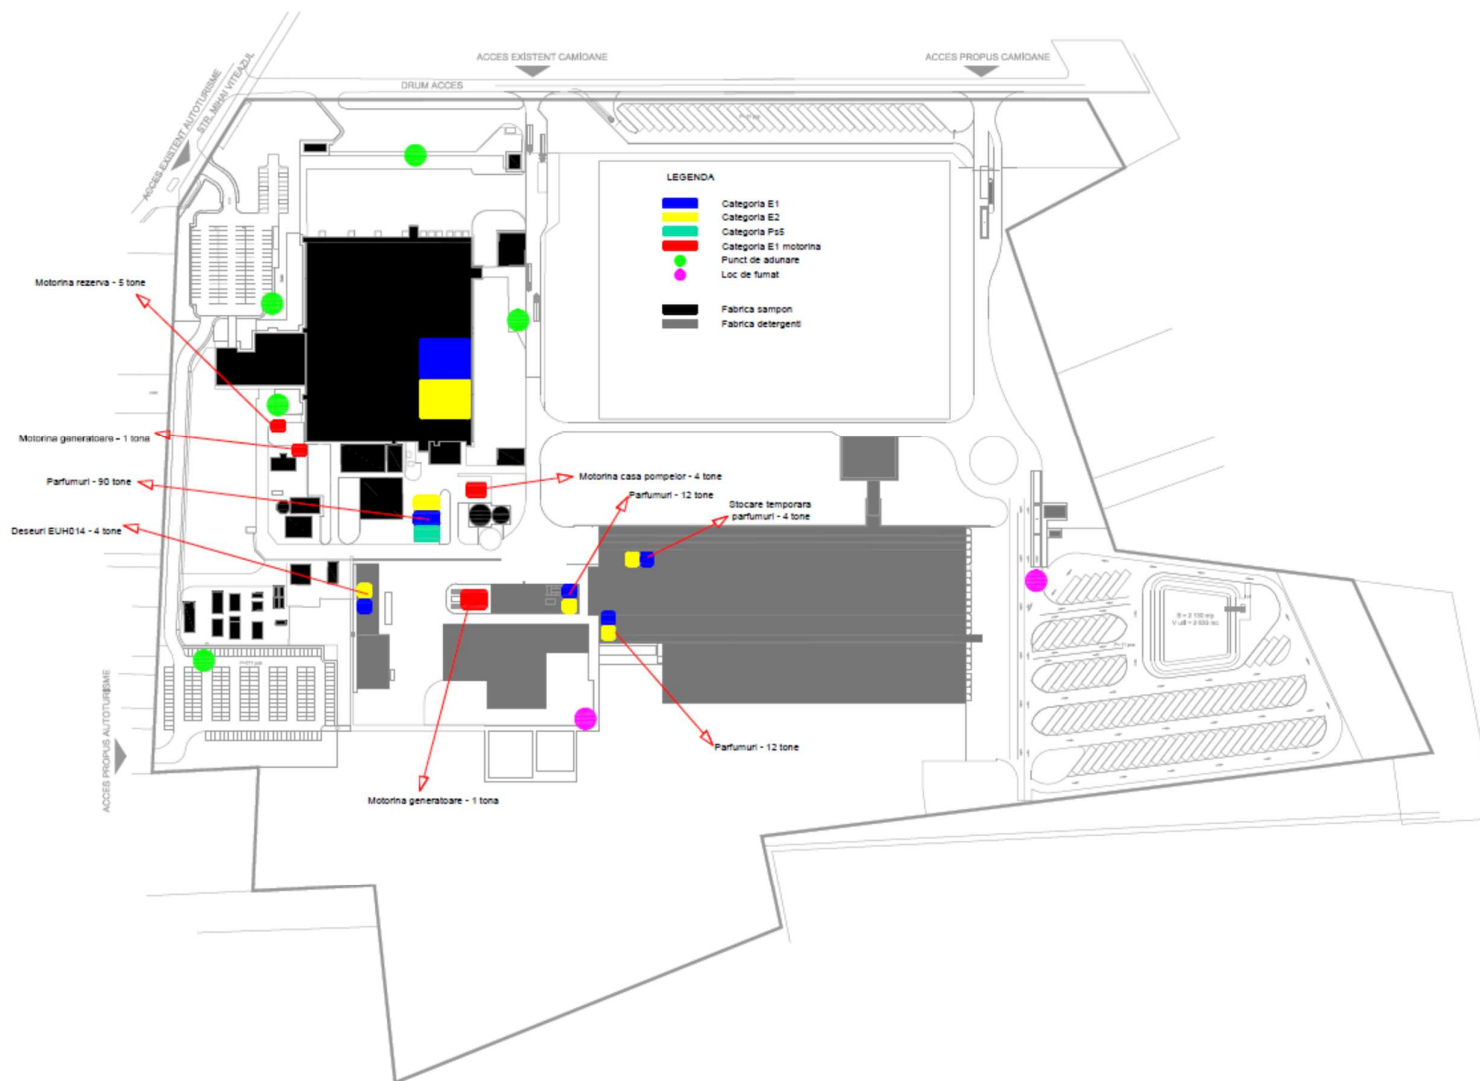 ACCES EXISTENT CAMIOANE
ACCES PROPUS CAMIOANE
DRUM ACCES
ACCES EXISTENT AUTOTURISME
STR. MIHAI VITEAZUL
LEGENDA
Categoria E1
Categoria E2
Categoria Ps5
Categoria E1 motorina
Punct de adunare
Loc de fumat
Fabrica sampon
Fabrica detergenti
Motorina rezerva - 5 tone
Motorina generatoare - 1 tona
Parfumuri - 90 tone
Deseuri EUH014 - 4 tone
Motorina casa pompelor - 4 tone
Parfumuri - 12 tone
Stocare temporara
parfumuri - 4 tone
Parfumuri - 12 tone
Motorina generatoare - 1 tona
ACCES PROPUS AUTOTURISME